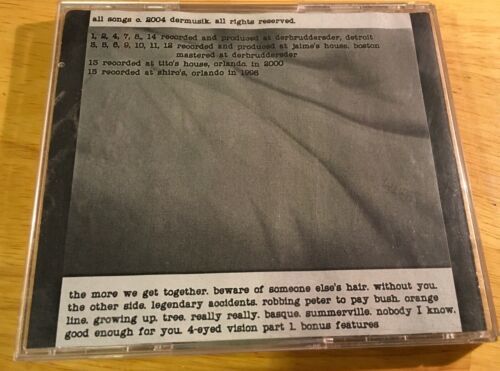 all songs c. 2004 dermusik. all rights reserved.
1, 2, 4, 7, 8, 14 recorded and produced at derbruddersder, detroit
3, 5, 6, 9, 10, 11, 12 recorded and produced at jaime's house, boston
mastered at derbruddersder
13 recorded at tito's house, orlando, in 2000
15 recorded at shiro's, orlando in 1996
the more we get together. beware of someone else's hair. without you.
the other side. legendary accidents. robbing peter to pay bush. orange
line. growing up. tree. really really. basque. summerville. nobody I know.
good enough for you. 4-eyed vision part 1. bonus features